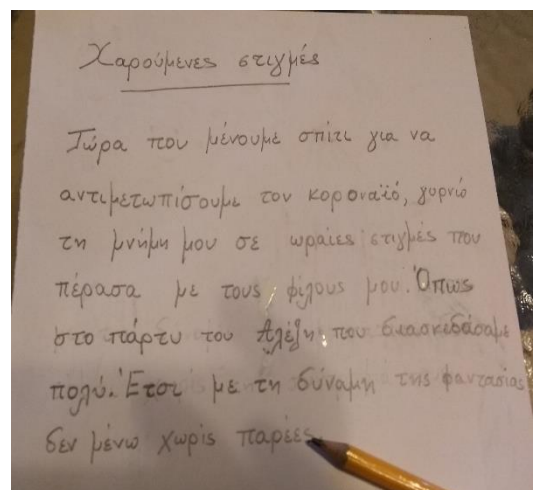 Χαρούμενες στιγμές
Τώρα που μένουμε σπίτι για να
αντιμετωπίσουμε τον κοροναϊό, γυρνώ
τη μνήμη μου σε ωραίες στιγμές που
πέρασα με τους φίλους μου. Όπως
στο πάρτυ του Αλέξη που διασκεδάσαμε
πολύ. Έτσι με τη δύναμη της φαντασίας
δεν μένω χωρίς παρέες.